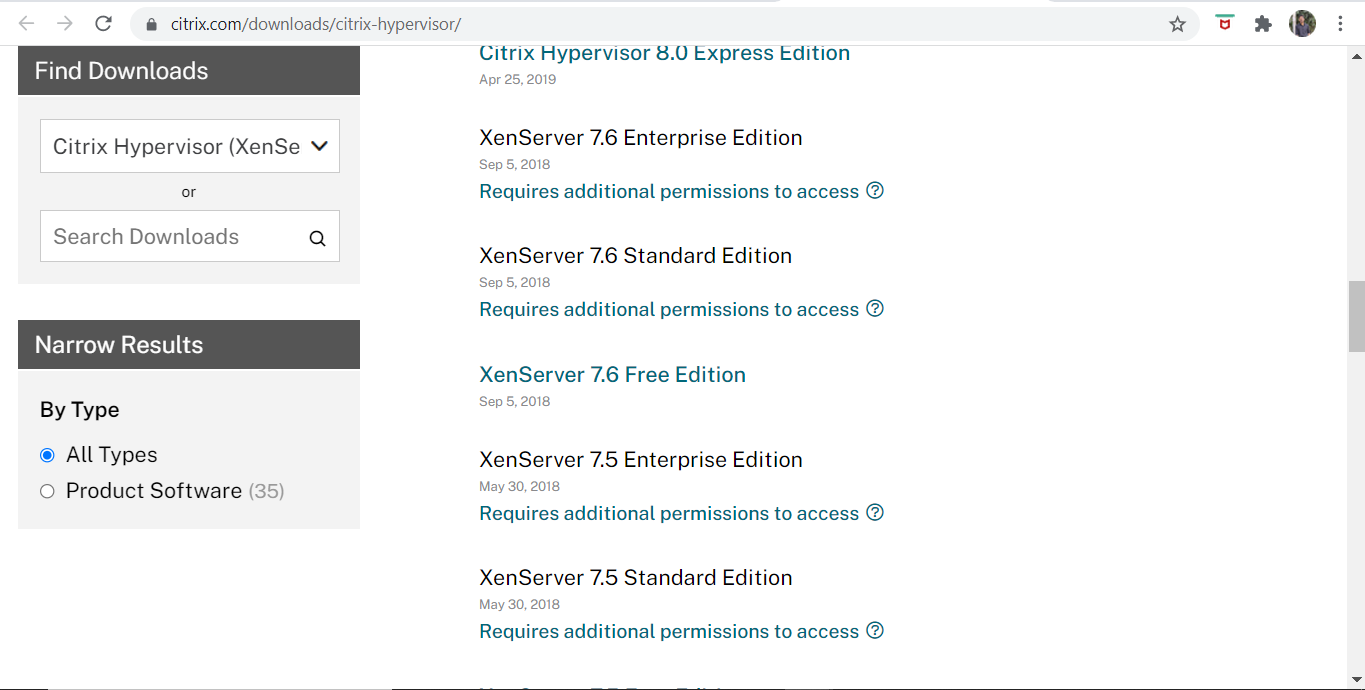 citrix.com/downloads/citrix-hypervisor/
Find Downloads
Citrix Hypervisor (XenSe
or
Search Downloads
Narrow Results
By Type
All Types
Product Software (35)
Citrix Hypervisor 8.0 Express Edition
Apr 25, 2019
XenServer 7.6 Enterprise Edition
Sep 5, 2018
Requires additional permissions to access ?
XenServer 7.6 Standard Edition
Sep 5, 2018
Requires additional permissions to access ?
XenServer 7.6 Free Edition
Sep 5, 2018
XenServer 7.5 Enterprise Edition
May 30, 2018
Requires additional permissions to access ?
XenServer 7.5 Standard Edition
May 30, 2018
Requires additional permissions to access ?